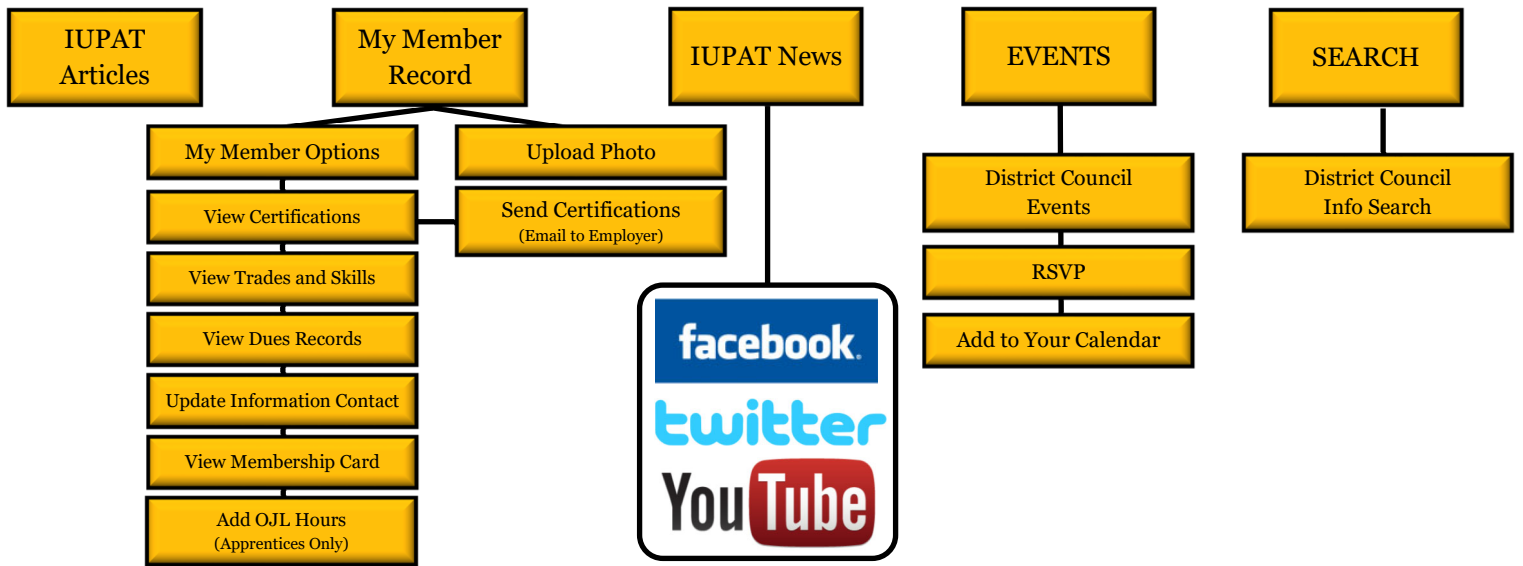 IUPAT
Articles
My Member
Record
IUPAT News
EVENTS
SEARCH
My Member Options
Upload Photo
View Certifications
Send Certifications
(Email to Employer)
View Trades and Skills
View Dues Records
Update Information Contact
View Membership Card
Add OJL Hours
(Apprentices Only)
facebook.
twitter
YouTube
District Council
Events
RSVP
Add to Your Calendar
District Council
Info Search